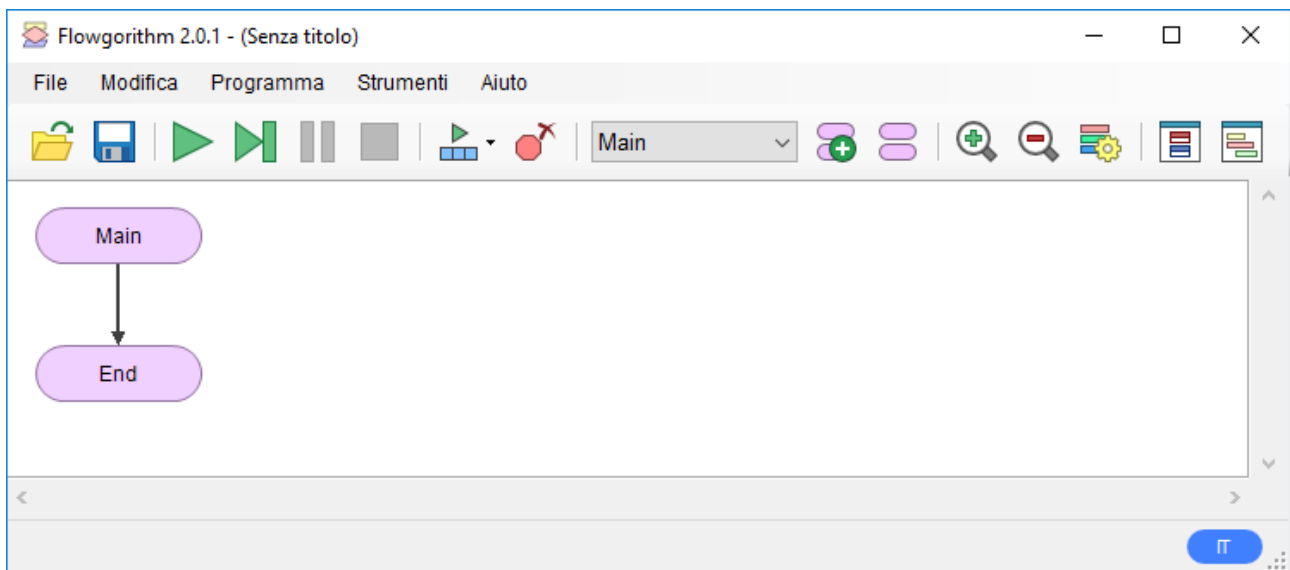 Flowgorithm 2.0.1 - (Senza titolo)
File Modifica Programma Strumenti Aiuto
Main
Main
End
IT